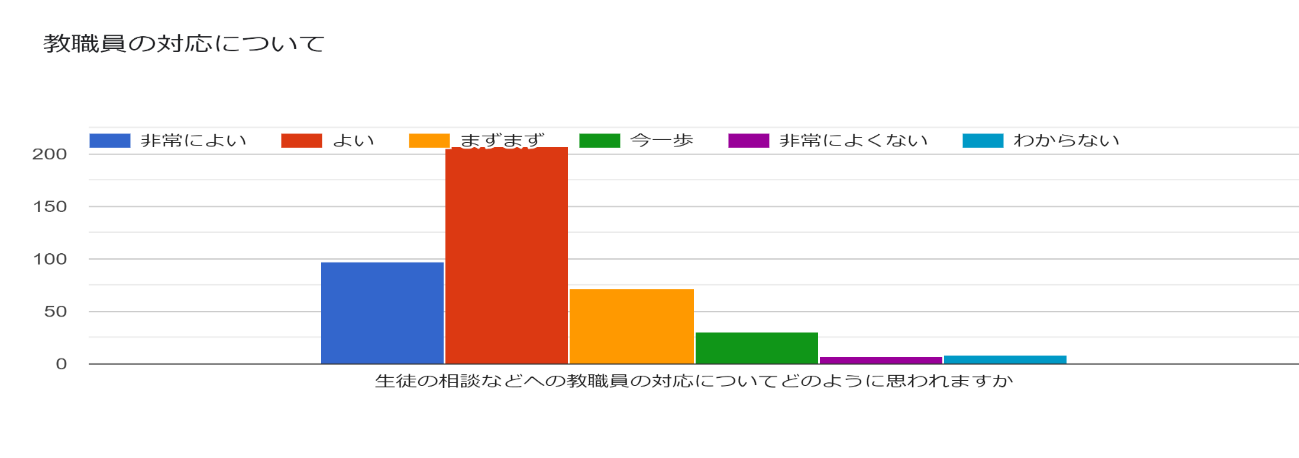 教職員の対応について
非常によい よい まずまず 今一歩 非常によくない わからない
200
150
100
50
0
生徒の相談などへの教職員の対応についてどのように思われますか